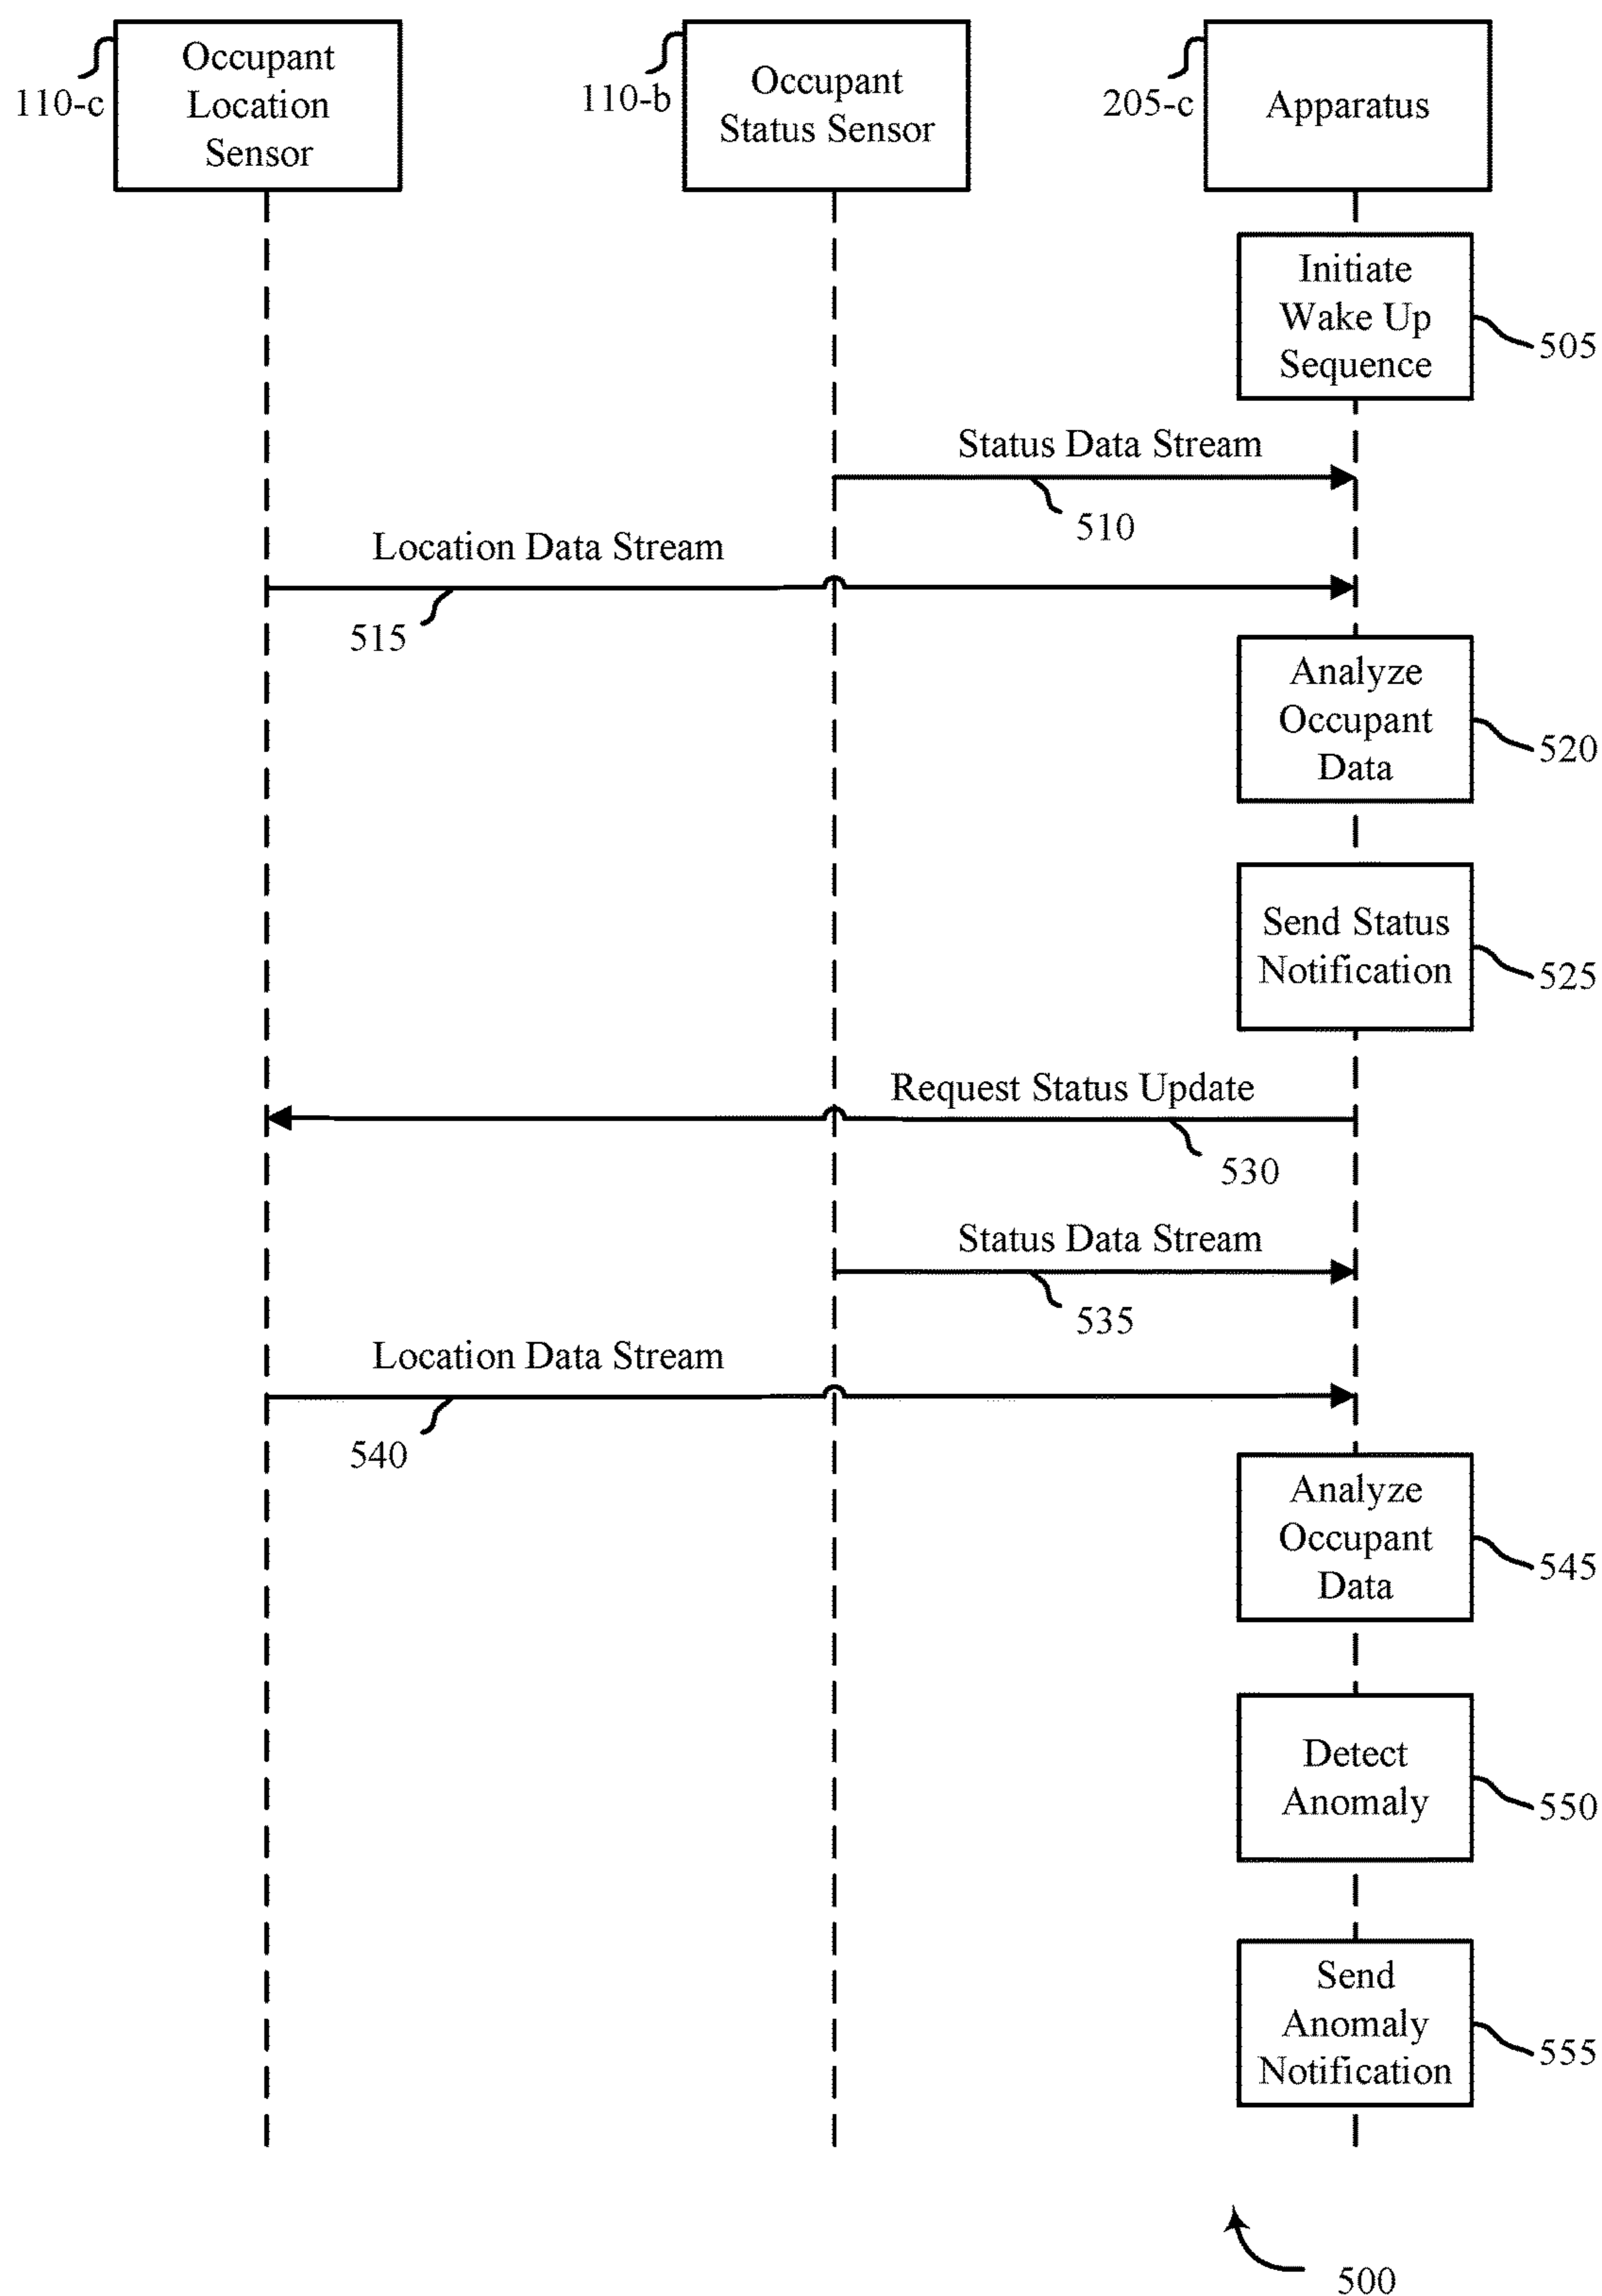 Occupant
Location
Sensor
110-c
Occupant
Status Sensor
110-b
Apparatus
205-c
Initiate
Wake Up
Sequence
505
Status Data Stream
510
Location Data Stream
515
Analyze
Occupant
Data
520
Send Status
Notification
525
Request Status Update
530
Status Data Stream
535
Location Data Stream
540
Analyze
Occupant
Data
545
Detect
Anomaly
550
Send
Anomaly
Notification
555
500